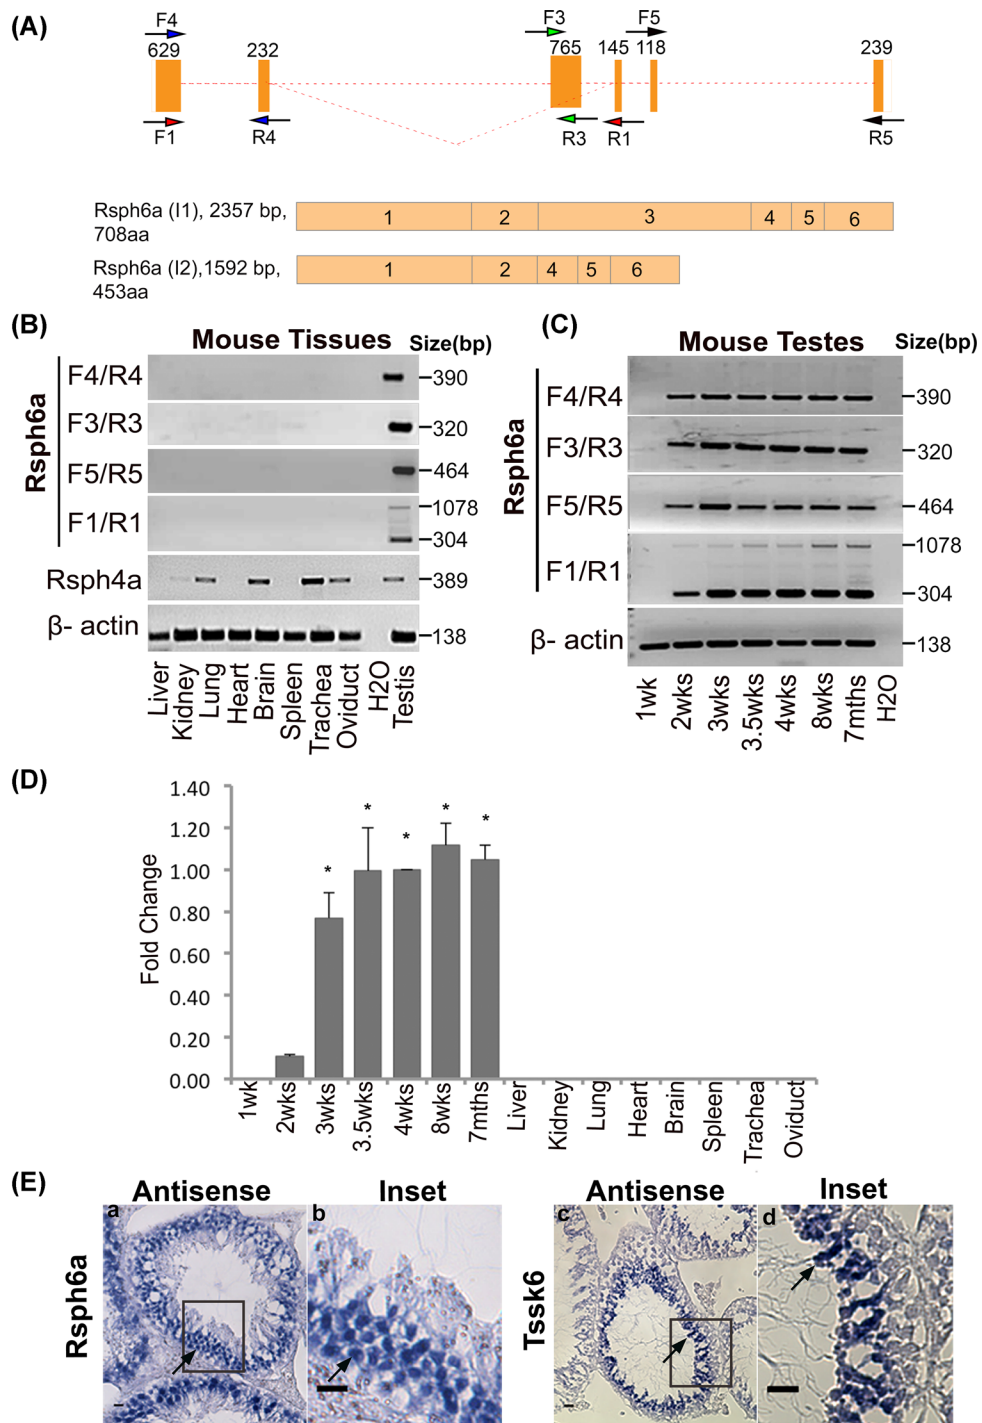 (A)
F4
F3
F5
629
232
765
145
118
239
F1
R4
R3
R1
R5
Rsph6a (I1), 2357 bp,
708aa
1
2
3
4
5
6
Rsph6a (I2),1592 bp,
453aa
1
2
4
5
6
(B)
Mouse Tissues
Size(bp)
Rsph6a
F4/R4
390
F3/R3
320
F5/R5
464
F1/R1
1078
304
Rsph4a
389
β- actin
138
Liver
Kidney
Lung
Heart
Brain
Spleen
Trachea
Oviduct
H2O
Testis
(C)
Mouse Testes
Size(bp)
Rsph6a
F4/R4
390
F3/R3
320
F5/R5
464
F1/R1
1078
304
β- actin
138
1wk
2wks
3wks
3.5wks
4wks
8wks
7mths
H2O
(D)
Fold Change
1.40
1.20
1.00
0.80
0.60
0.40
0.20
0.00
*
*
*
*
*
1wk
2wks
3wks
3.5wks
4wks
8wks
7mths
Liver
Kidney
Lung
Heart
Brain
Spleen
Trachea
Oviduct
(E)
Antisense
Inset
Antisense
Inset
Rsph6a
a
b
Tssk6
c
d